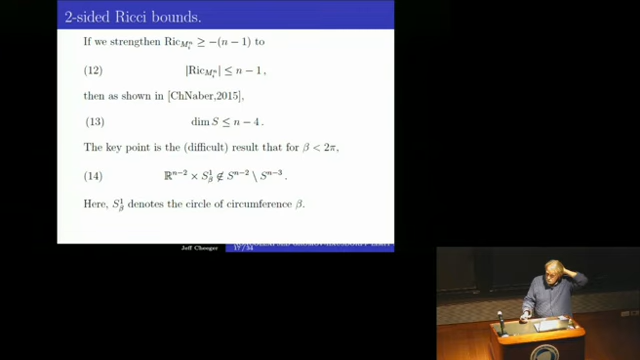 2-sided Ricci bounds.
If we strengthen Ric_{M_i^n} ≥ −(n − 1) to
(12) |Ric_{M_i^n}| ≤ n − 1 ,
then as shown in [ChNaber,2015],
(13) dim S ≤ n − 4 .
The key point is the (difficult) result that for β < 2π,
(14) ℝ^{n−2} × S^1_β ∉ S^{n−2} \ S^{n−3} .
Here, S^1_β denotes the circle of circumference β.
Jeff Cheeger
17 / 34